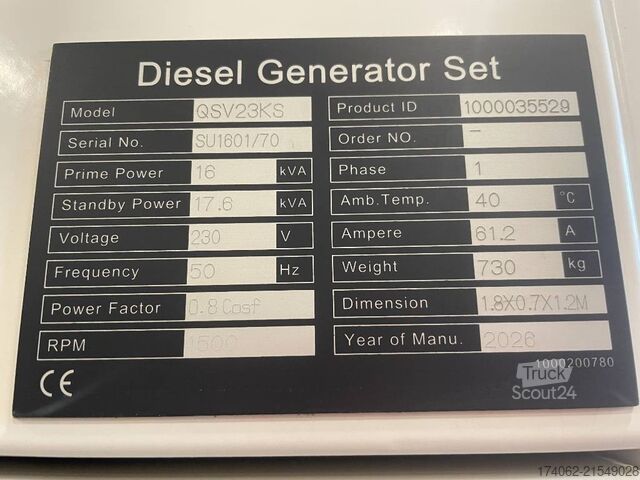 Diesel Generator Set
Model QSV23KS
Product ID 1000035529
Serial No. SU1601/70
Order NO. -
Prime Power 16 kVA
Phase 1
Standby Power 17.6 kVA
Amb.Temp. 40 °C
Voltage 230 V
Ampere 61.2 A
Frequency 50 Hz
Weight 730 kg
Power Factor 0.8 Cosf
Dimension 1.8X0.7X1.2M
RPM 1500
Year of Manu. 2026
1000200780
CE
Truck
Scout24
174062-21549028